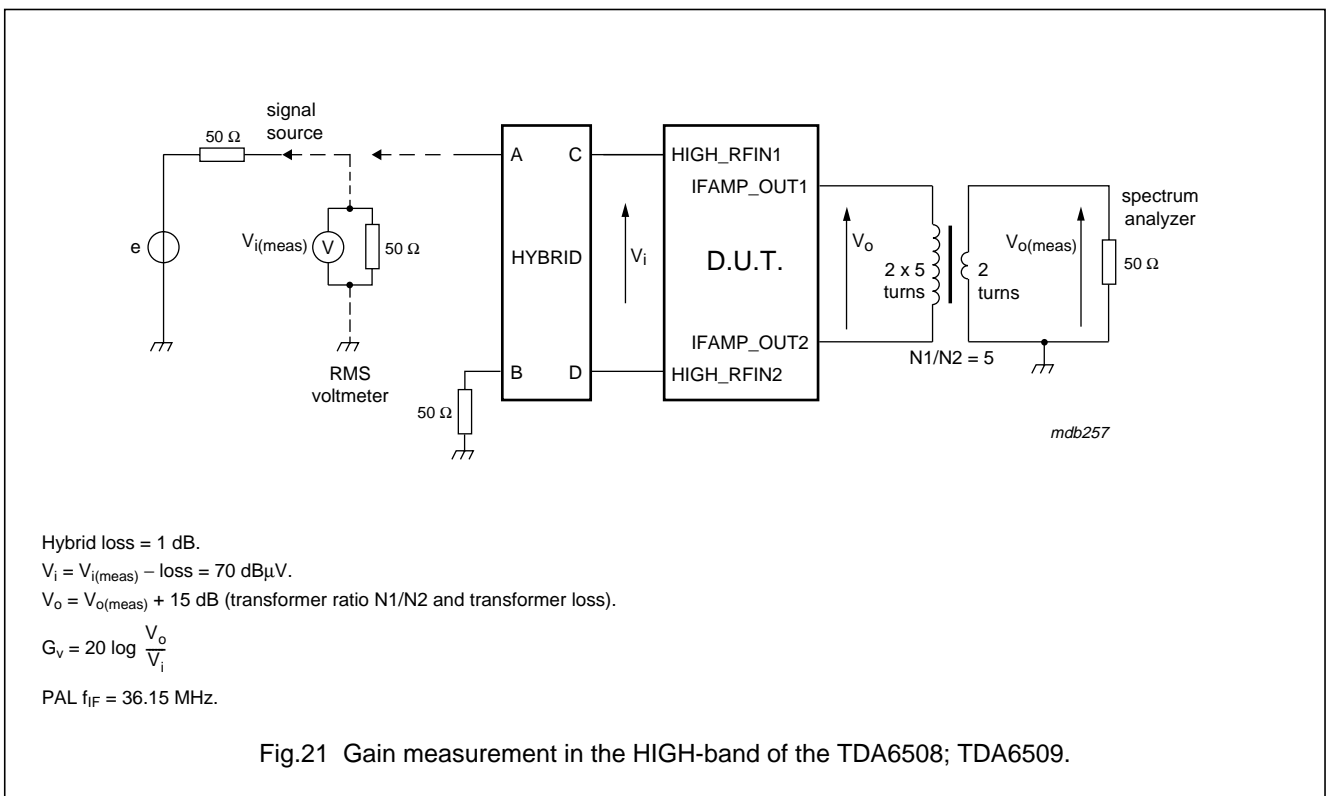 signal
source
50 Ω
e
V_i(meas)
V
50 Ω
RMS
voltmeter
A
B
C
D
HYBRID
50 Ω
V_i
HIGH_RFIN1
IFAMP_OUT1
D.U.T.
IFAMP_OUT2
HIGH_RFIN2
V_o
2 x 5
turns
2
turns
N1/N2 = 5
V_o(meas)
spectrum
analyzer
50 Ω
mdb257
Hybrid loss = 1 dB.
V_i = V_i(meas) − loss = 70 dBμV.
V_o = V_o(meas) + 15 dB (transformer ratio N1/N2 and transformer loss).
G_v = 20 log V_o/V_i
PAL f_IF = 36.15 MHz.
Fig.21 Gain measurement in the HIGH-band of the TDA6508; TDA6509.